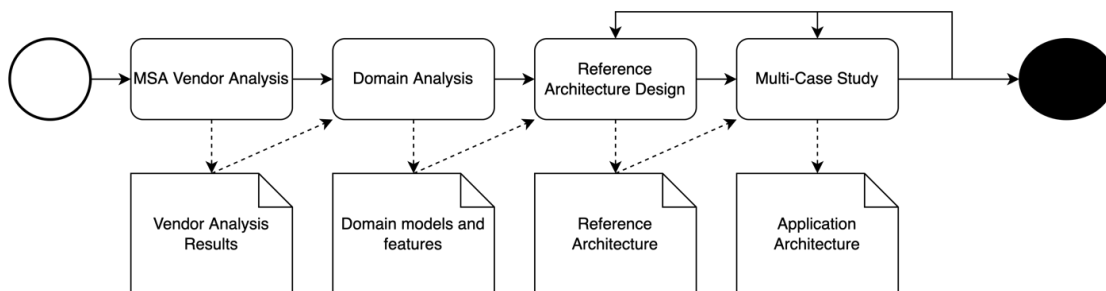 MSA Vendor Analysis
Domain Analysis
Reference
Architecture Design
Multi-Case Study
Vendor Analysis
Results
Domain models and
features
Reference
Architecture
Application
Architecture